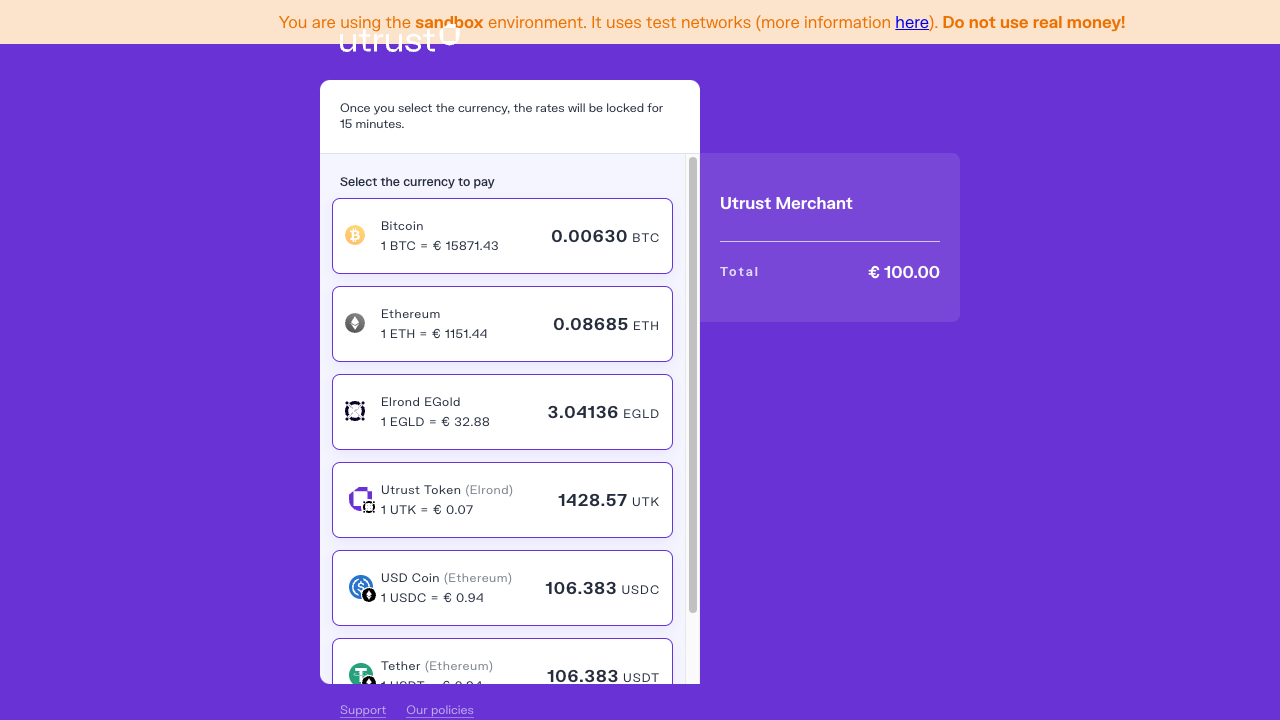 You are using the sandbox environment. It uses test networks (more information here). Do not use real money!
utrust
Once you select the currency, the rates will be locked for
15 minutes.
Select the currency to pay
Bitcoin
1 BTC = € 15871.43
0.00630 BTC
Ethereum
1 ETH = € 1151.44
0.08685 ETH
Elrond EGold
1 EGLD = € 32.88
3.04136 EGLD
Utrust Token (Elrond)
1 UTK = € 0.07
1428.57 UTK
USD Coin (Ethereum)
1 USDC = € 0.94
106.383 USDC
Tether (Ethereum)
1 USDT = € 0.94
106.383 USDT
Utrust Merchant
Total
€ 100.00
Support
Our policies